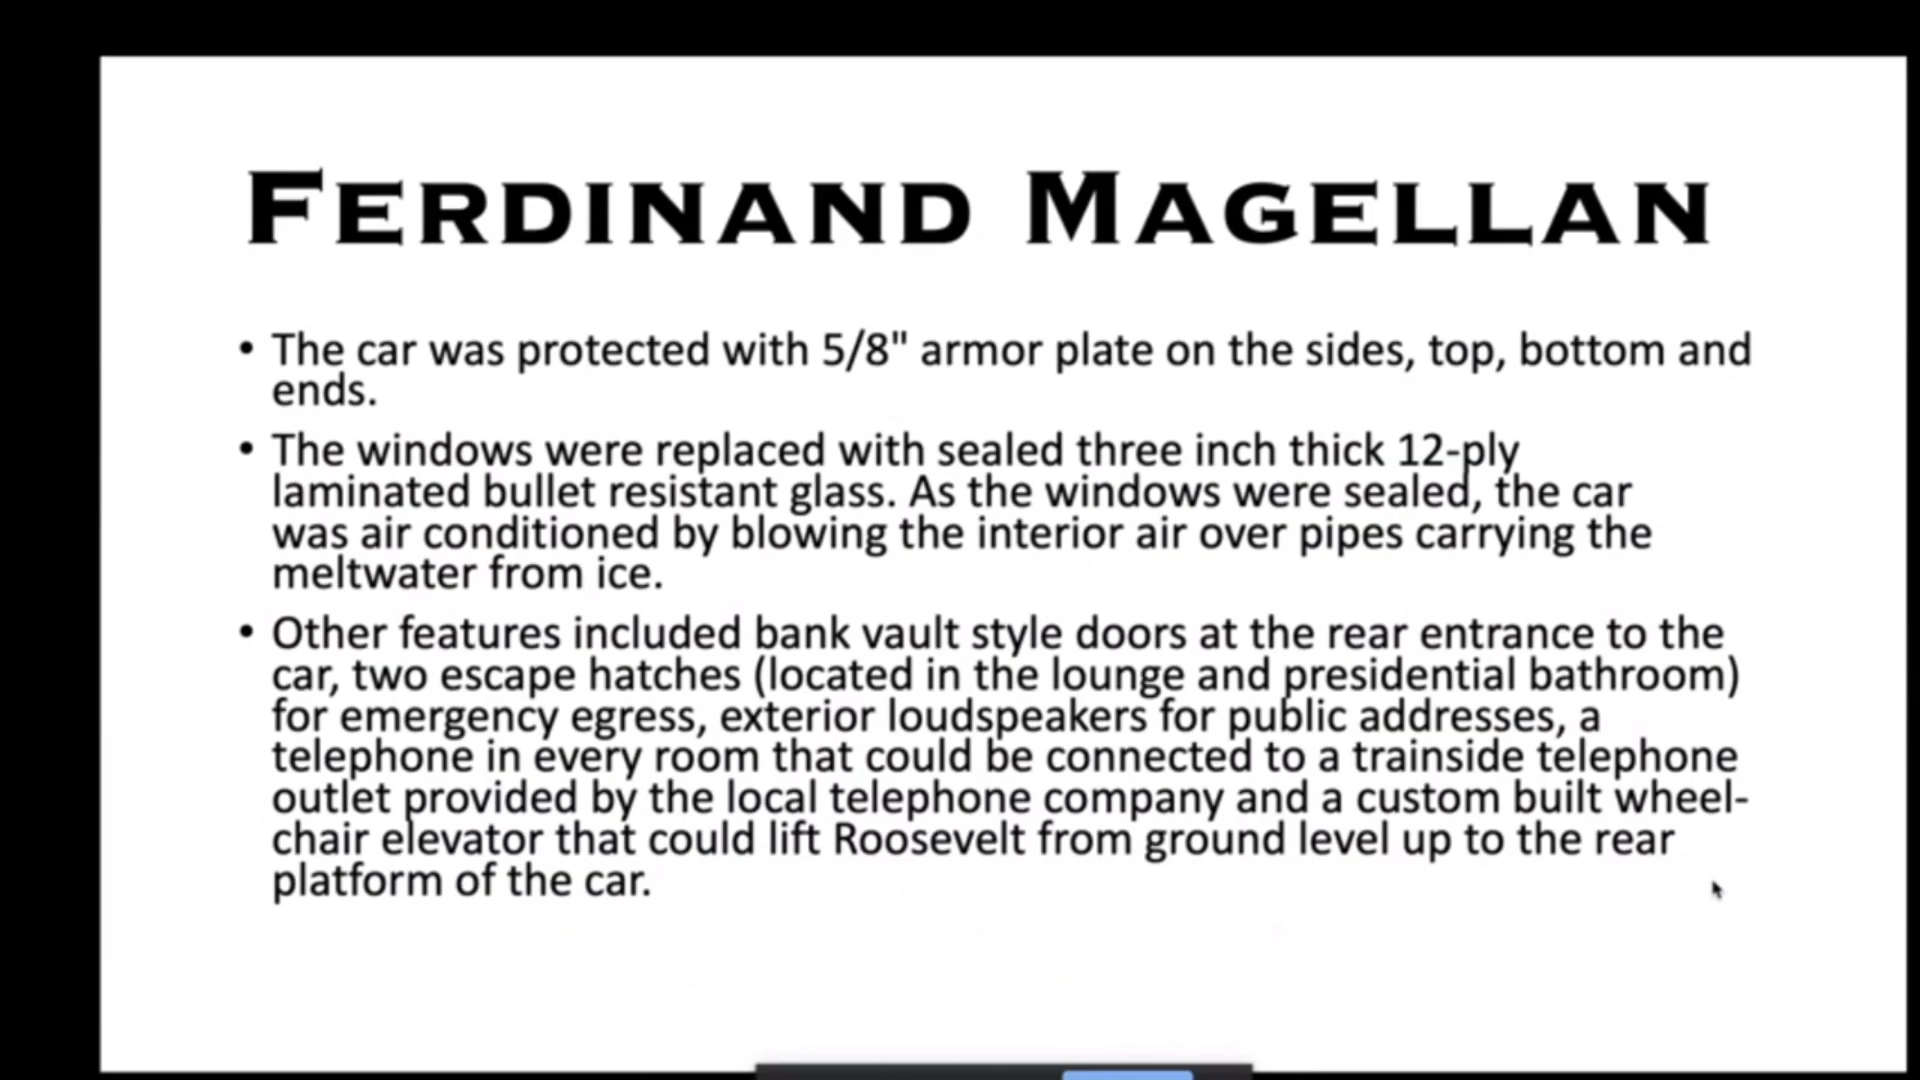 FERDINAND MAGELLAN
• The car was protected with 5/8" armor plate on the sides, top, bottom and
ends.
• The windows were replaced with sealed three inch thick 12-ply
laminated bullet resistant glass. As the windows were sealed, the car
was air conditioned by blowing the interior air over pipes carrying the
meltwater from ice.
• Other features included bank vault style doors at the rear entrance to the
car, two escape hatches (located in the lounge and presidential bathroom)
for emergency egress, exterior loudspeakers for public addresses, a
telephone in every room that could be connected to a trainside telephone
outlet provided by the local telephone company and a custom built wheel-
chair elevator that could lift Roosevelt from ground level up to the rear
platform of the car.